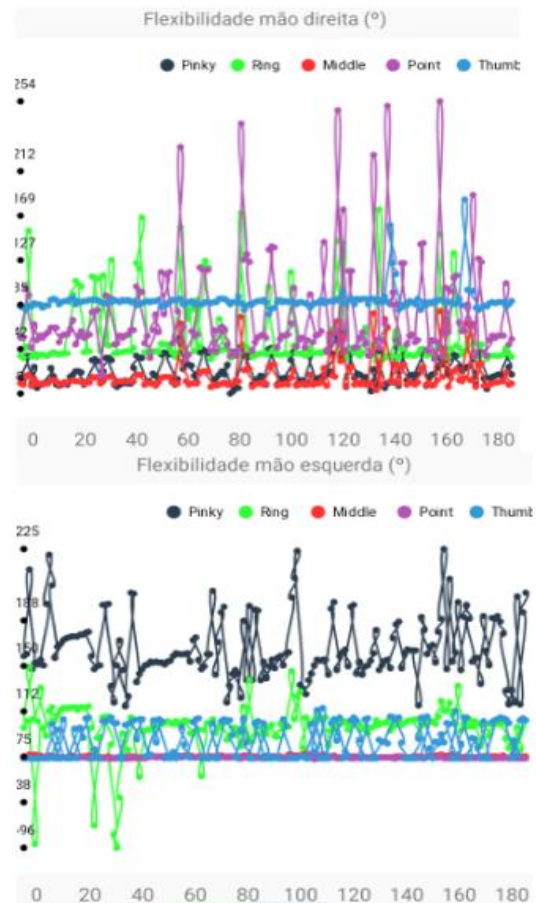 Flexibilidade mão direita (º)
Pinky Ring Middle Point Thumb
254
212
169
127
42
0 20 40 60 80 100 120 140 160 180
Flexibilidade mão esquerda (º)
Pinky Ring Middle Point Thumb
225
188
150
112
75
38
-96
0 20 40 60 80 100 120 140 160 180